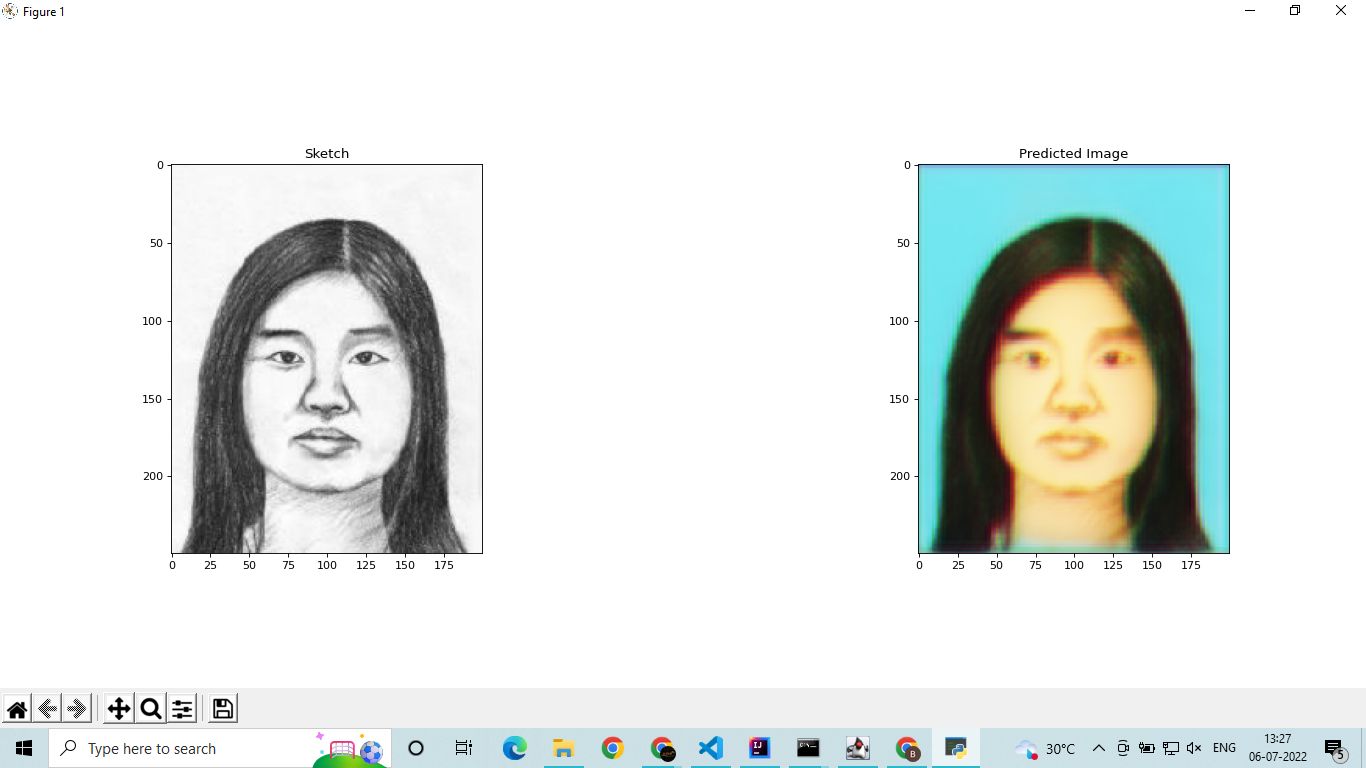 Figure 1
Sketch
Predicted Image
0
50
100
150
200
0 25 50 75 100 125 150 175
0
50
100
150
200
0 25 50 75 100 125 150 175
Type here to search
30°C
ENG
13:27
06-07-2022
5
IJ
C:\
B